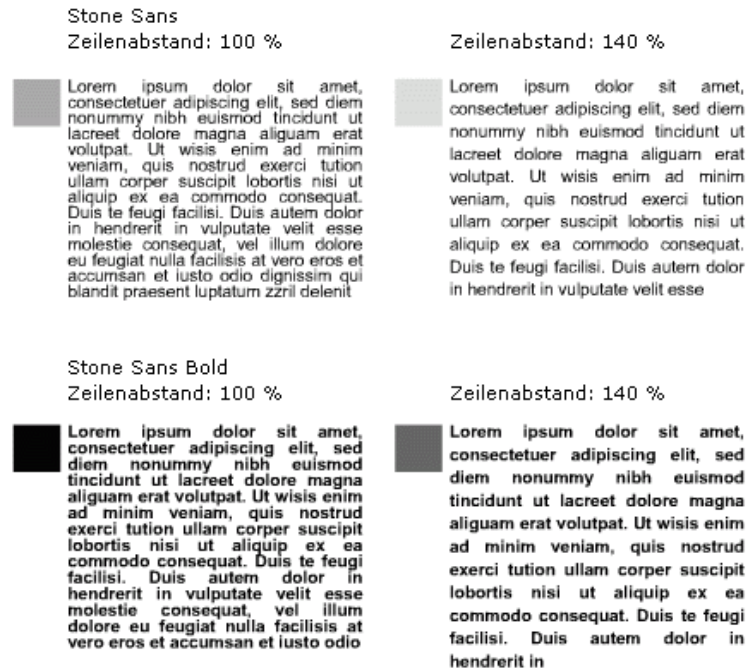 Stone Sans
Zeilenabstand: 100 %
Lorem ipsum dolor sit amet,
consectetuer adipiscing elit, sed diem
nonummy nibh euismod tincidunt ut
lacreet dolore magna aliguam erat
volutpat. Ut wisis enim ad minim
veniam, quis nostrud exerci tution
ullam corper suscipit lobortis nisi ut
aliquip ex ea commodo consequat.
Duis te feugi facilisi. Duis autem dolor
in hendrerit in vulputate velit esse
molestie consequat, vel illum dolore
eu feugiat nulla facilisis at vero eros et
accumsan et iusto odio dignissim qui
blandit praesent luptatum zzril delenit
Zeilenabstand: 140 %
Lorem ipsum dolor sit amet,
consectetuer adipiscing elit, sed diem
nonummy nibh euismod tincidunt ut
lacreet dolore magna aliguam erat
volutpat. Ut wisis enim ad minim
veniam, quis nostrud exerci tution
ullam corper suscipit lobortis nisi ut
aliquip ex ea commodo consequat.
Duis te feugi facilisi. Duis autem dolor
in hendrerit in vulputate velit esse
Stone Sans Bold
Zeilenabstand: 100 %
Lorem ipsum dolor sit amet,
consectetuer adipiscing elit, sed
diem nonummy nibh euismod
tincidunt ut lacreet dolore magna
aliguam erat volutpat. Ut wisis enim
ad minim veniam, quis nostrud
exerci tution ullam corper suscipit
lobortis nisi ut aliquip ex ea
commodo consequat. Duis te feugi
facilisi. Duis autem dolor in
hendrerit in vulputate velit esse
molestie consequat, vel illum
dolore eu feugiat nulla facilisis at
vero eros et accumsan et iusto odio
Zeilenabstand: 140 %
Lorem ipsum dolor sit amet,
consectetuer adipiscing elit, sed
diem nonummy nibh euismod
tincidunt ut lacreet dolore magna
aliguam erat volutpat. Ut wisis enim
ad minim veniam, quis nostrud
exerci tution ullam corper suscipit
lobortis nisi ut aliquip ex ea
commodo consequat. Duis te feugi
facilisi. Duis autem dolor in
hendrerit in